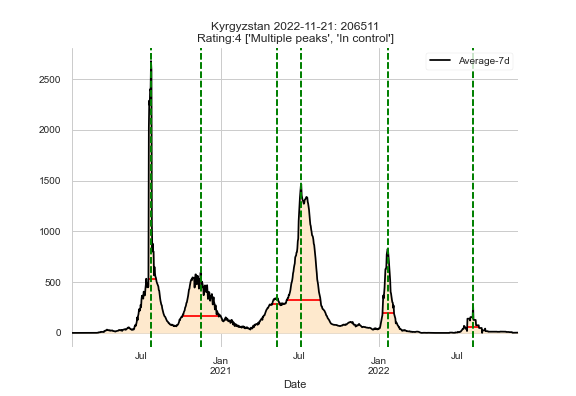 Kyrgyzstan 2022-11-21: 206511
Rating:4 ['Multiple peaks', 'In control']
Average-7d
2500
2000
1500
1000
500
0
Jul
Jan
2021
Jul
Jan
2022
Jul
Date